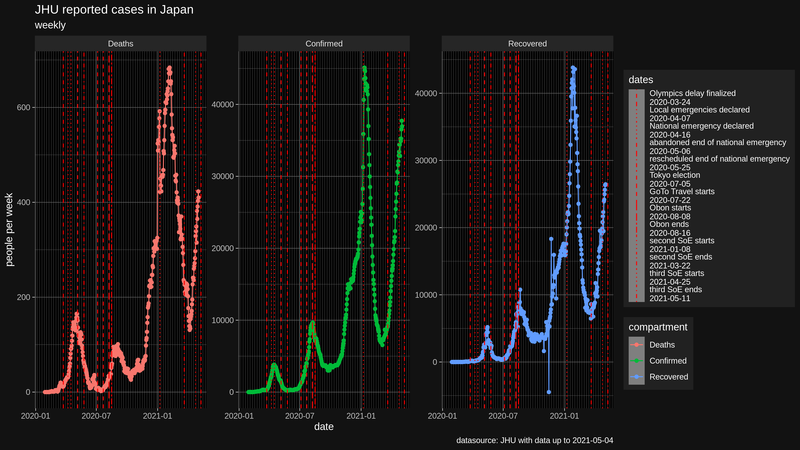 JHU reported cases in Japan
weekly
Deaths
Confirmed
Recovered
people per week
0
200
400
600
0
10000
20000
30000
40000
0
10000
20000
30000
40000
2020-01
2020-07
2021-01
2020-01
2020-07
2021-01
2020-01
2020-07
2021-01
date
dates
Olympics delay finalized
2020-03-24
Local emergencies declared
2020-04-07
National emergency declared
2020-04-16
abandoned end of national emergency
2020-05-06
rescheduled end of national emergency
2020-05-25
Tokyo election
2020-07-05
GoTo Travel starts
2020-07-22
Obon starts
2020-08-08
Obon ends
2020-08-16
second SoE starts
2021-01-08
second SoE ends
2021-03-22
third SoE starts
2021-04-25
third SoE ends
2021-05-11
compartment
Deaths
Confirmed
Recovered
datasource: JHU with data up to 2021-05-04